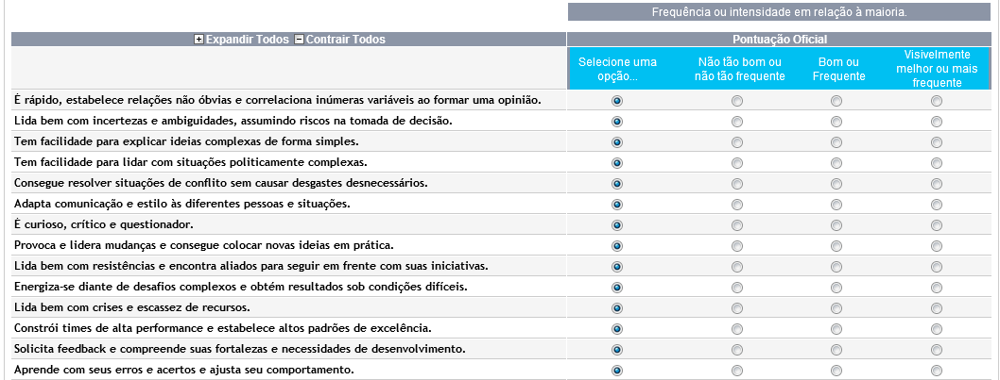 Frequência ou intensidade em relação à maioria.
Expandir Todos Contrair Todos
Pontuação Oficial
Selecione uma
opção...
Não tão bom ou
não tão frequente
Bom ou
Frequente
Visivelmente
melhor ou mais
frequente
É rápido, estabelece relações não óbvias e correlaciona inúmeras variáveis ao formar uma opinião.
Lida bem com incertezas e ambiguidades, assumindo riscos na tomada de decisão.
Tem facilidade para explicar ideias complexas de forma simples.
Tem facilidade para lidar com situações politicamente complexas.
Consegue resolver situações de conflito sem causar desgastes desnecessários.
Adapta comunicação e estilo às diferentes pessoas e situações.
É curioso, crítico e questionador.
Provoca e lidera mudanças e consegue colocar novas ideias em prática.
Lida bem com resistências e encontra aliados para seguir em frente com suas iniciativas.
Energiza-se diante de desafios complexos e obtém resultados sob condições difíceis.
Lida bem com crises e escassez de recursos.
Constrói times de alta performance e estabelece altos padrões de excelência.
Solicita feedback e compreende suas fortalezas e necessidades de desenvolvimento.
Aprende com seus erros e acertos e ajusta seu comportamento.